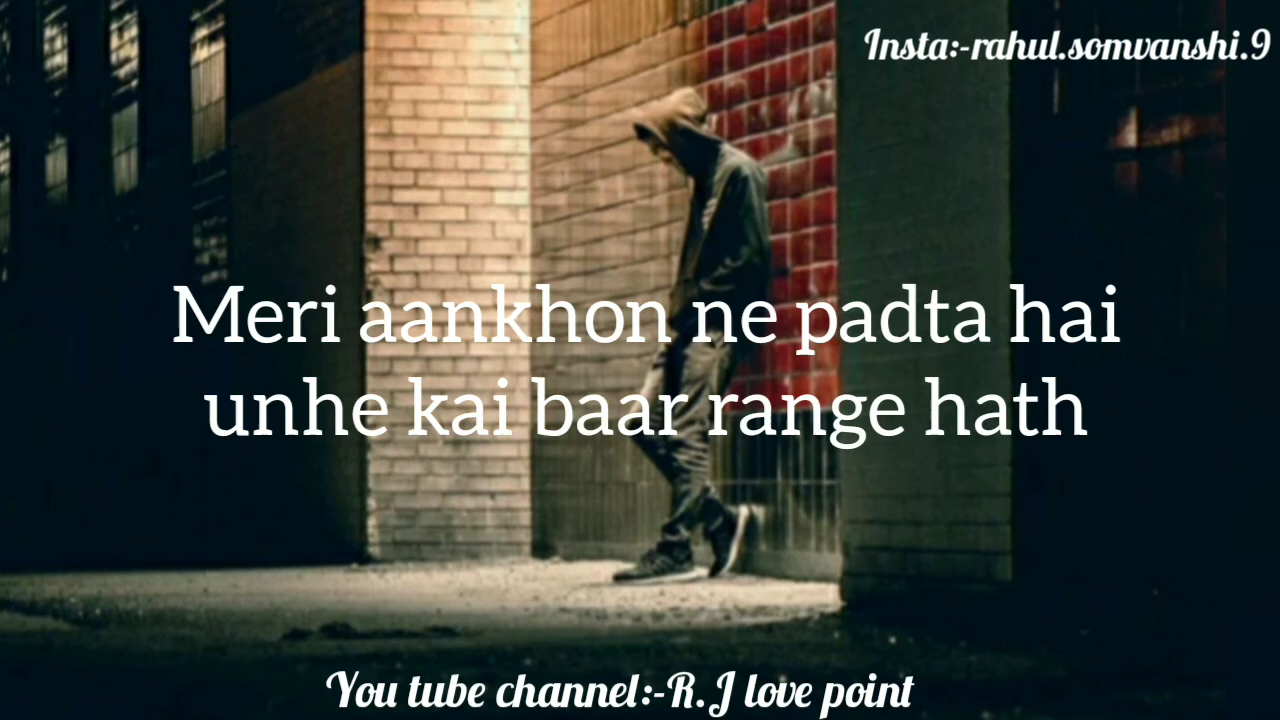 Insta:-rahul.somvanshi.9
Meri aankhon ne padta hai
unhe kai baar range hath
You tube channel:-R.J love point